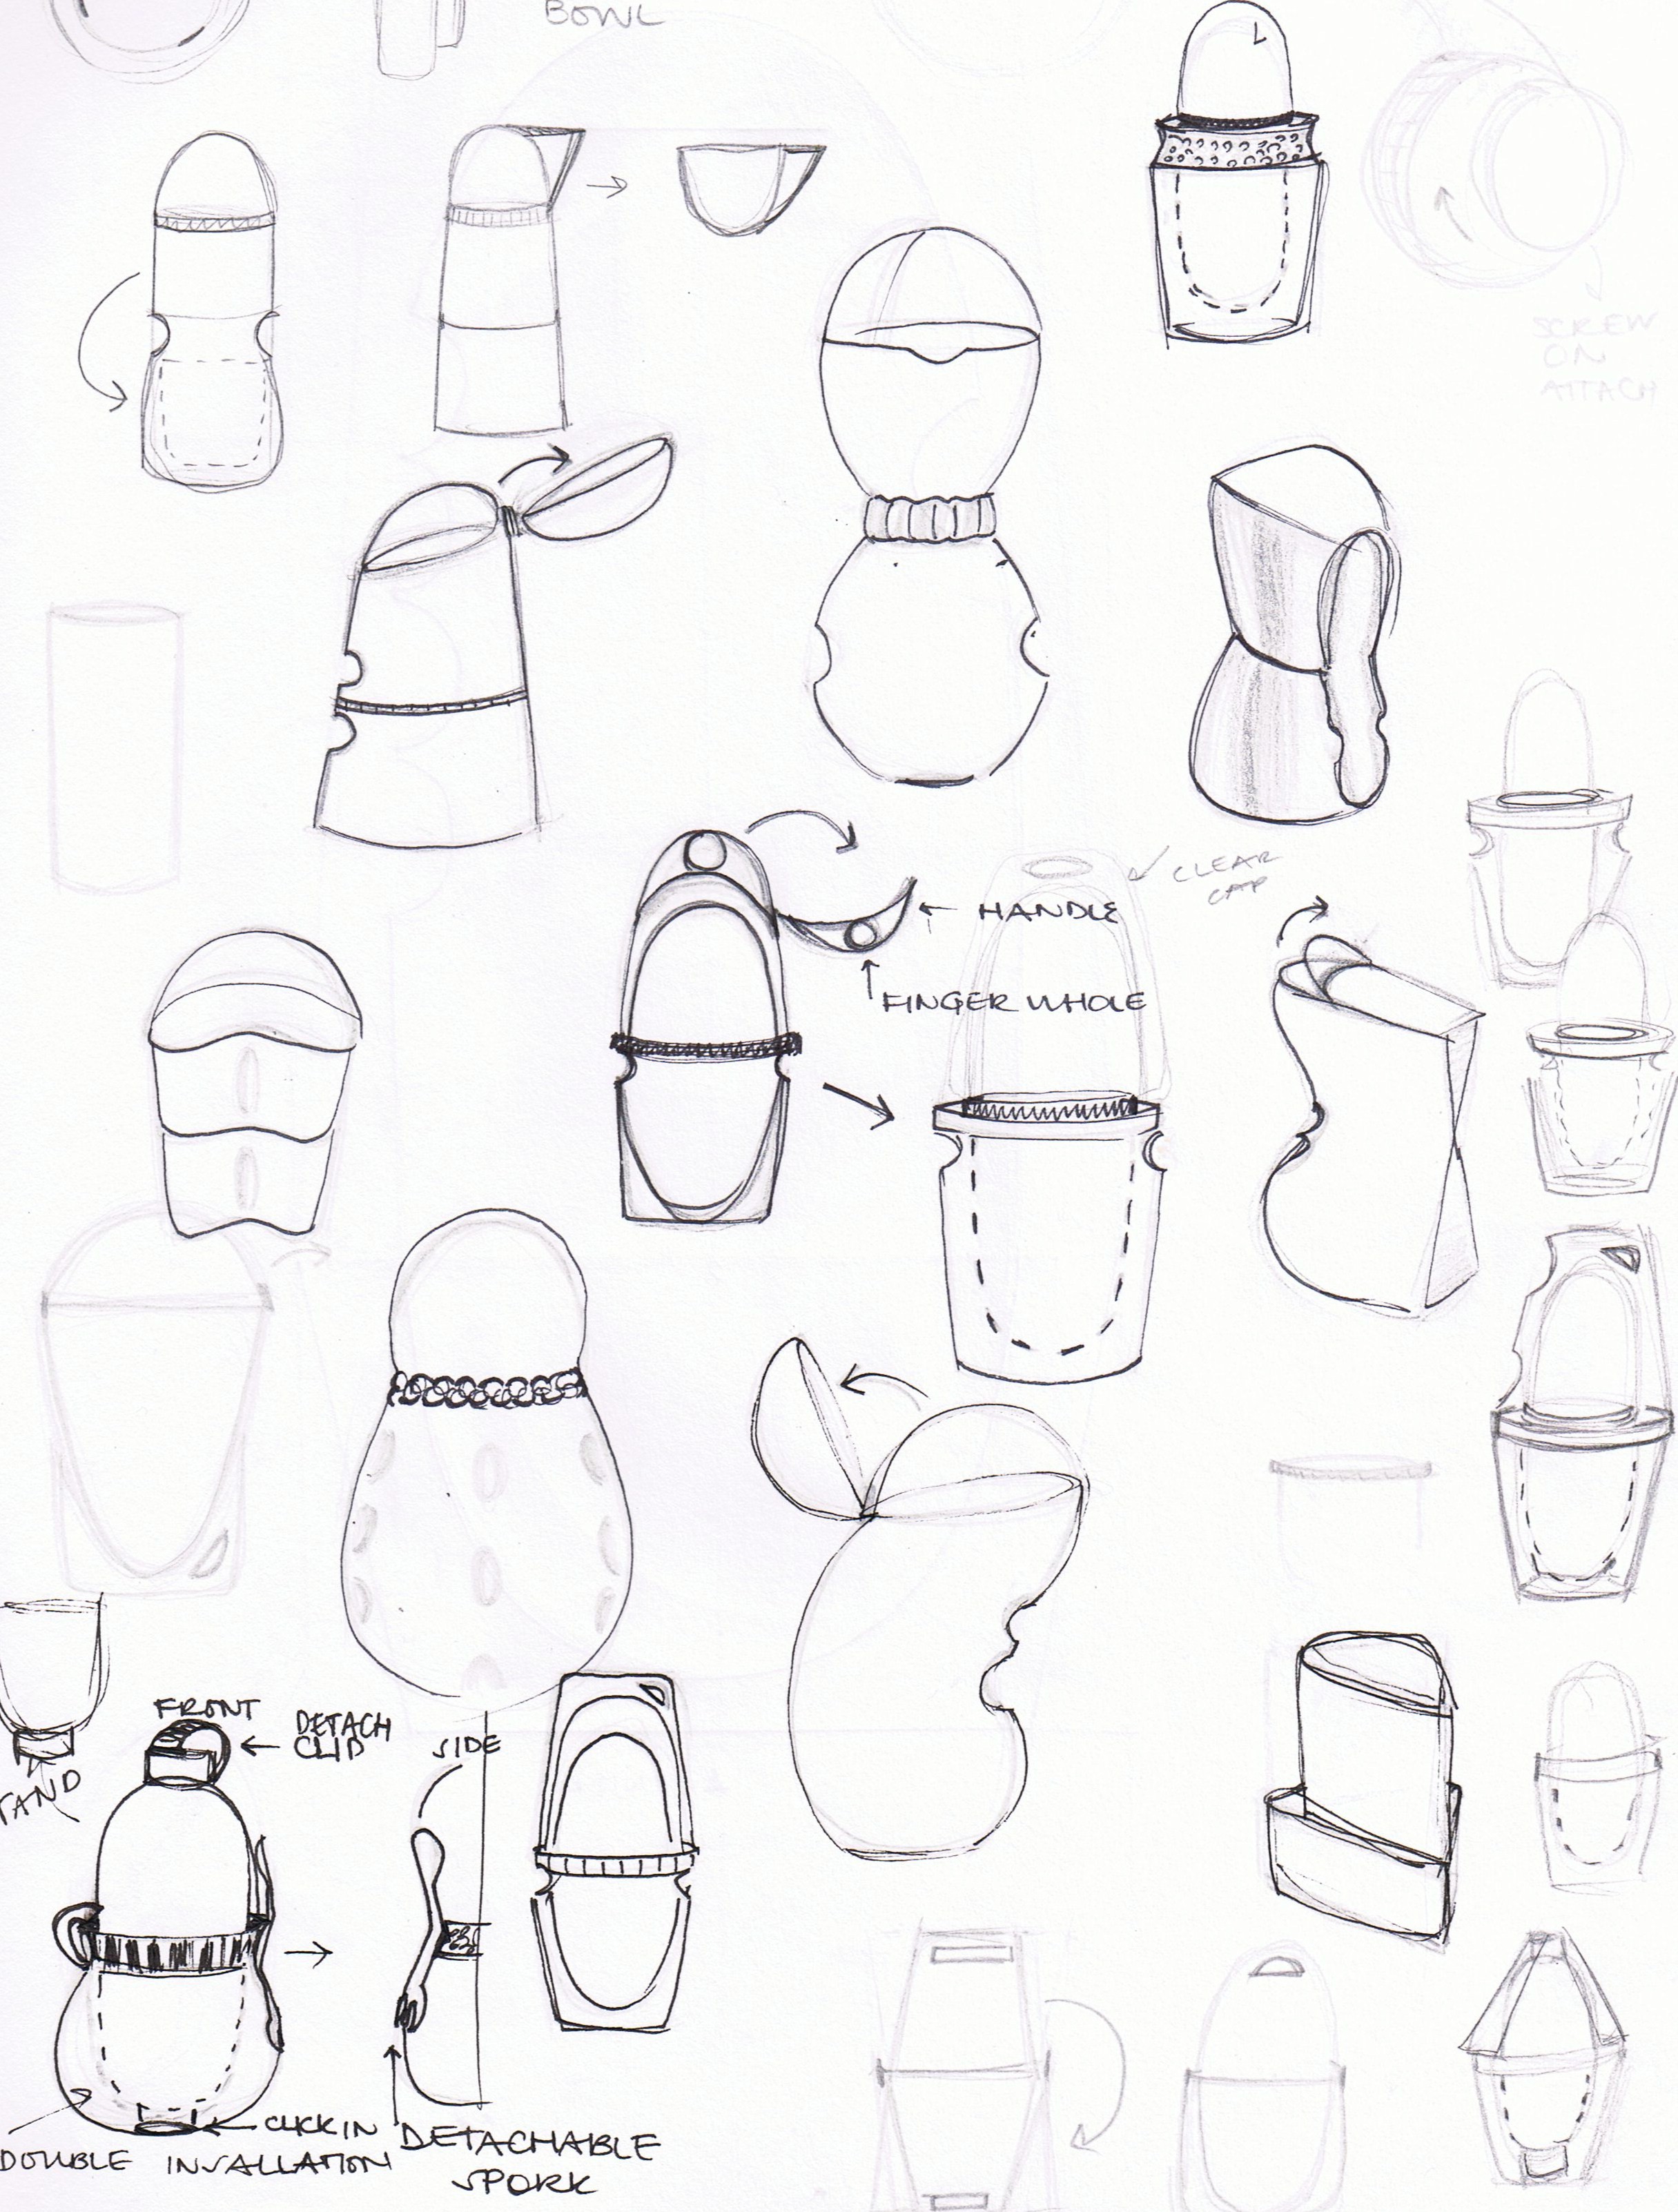 BOWL
SCREW
ON
ATTACH
CLEAR
CAP
← HANDLE
FINGER WHOLE
FRONT
← DETACH
CLIP
SIDE
TAND
← CLICK IN
DOUBLE INSALLATION
DETACHABLE
SPORK